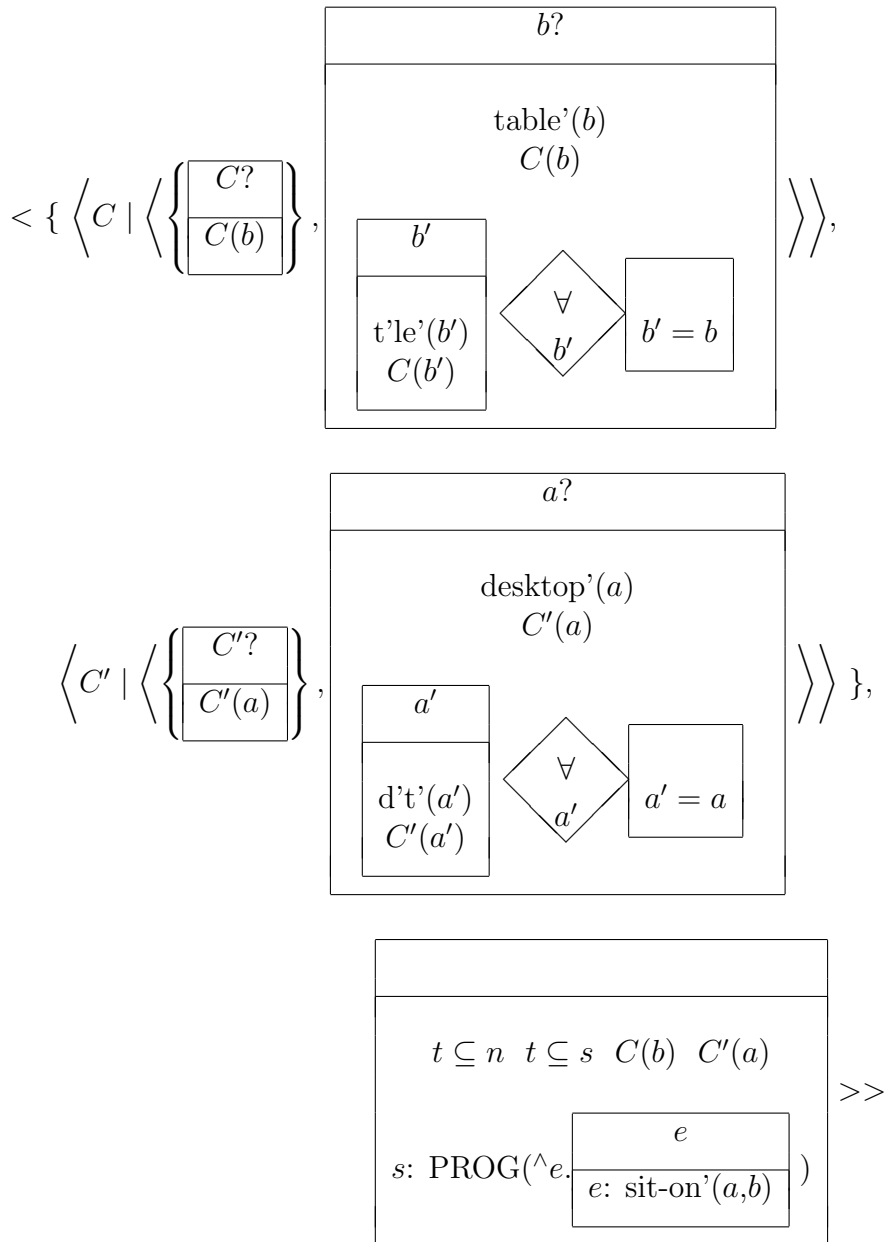 b?
table’(b)
C(b)
< { ⟨C | ⟨{ C? C(b) } ,
b′
t’le’(b′)
C(b′)
∀
b′
b′ = b
⟩⟩,
a?
desktop’(a)
C′(a)
⟨C′ | ⟨{ C′? C′(a) } ,
a′
d’t’(a′)
C′(a′)
∀
a′
a′ = a
⟩⟩ },
t ⊆ n t ⊆ s C(b) C′(a)
>>
e
s: PROG(^e. e: sit-on’(a,b) )